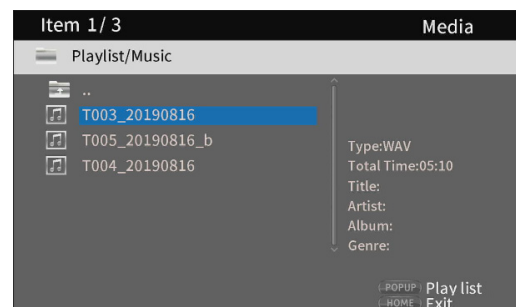 Item 1/ 3
Media
Playlist/Music
..
T003_20190816
T005_20190816_b
T004_20190816
Type:WAV
Total Time:05:10
Title:
Artist:
Album:
Genre:
POPUP Play list
HOME Exit